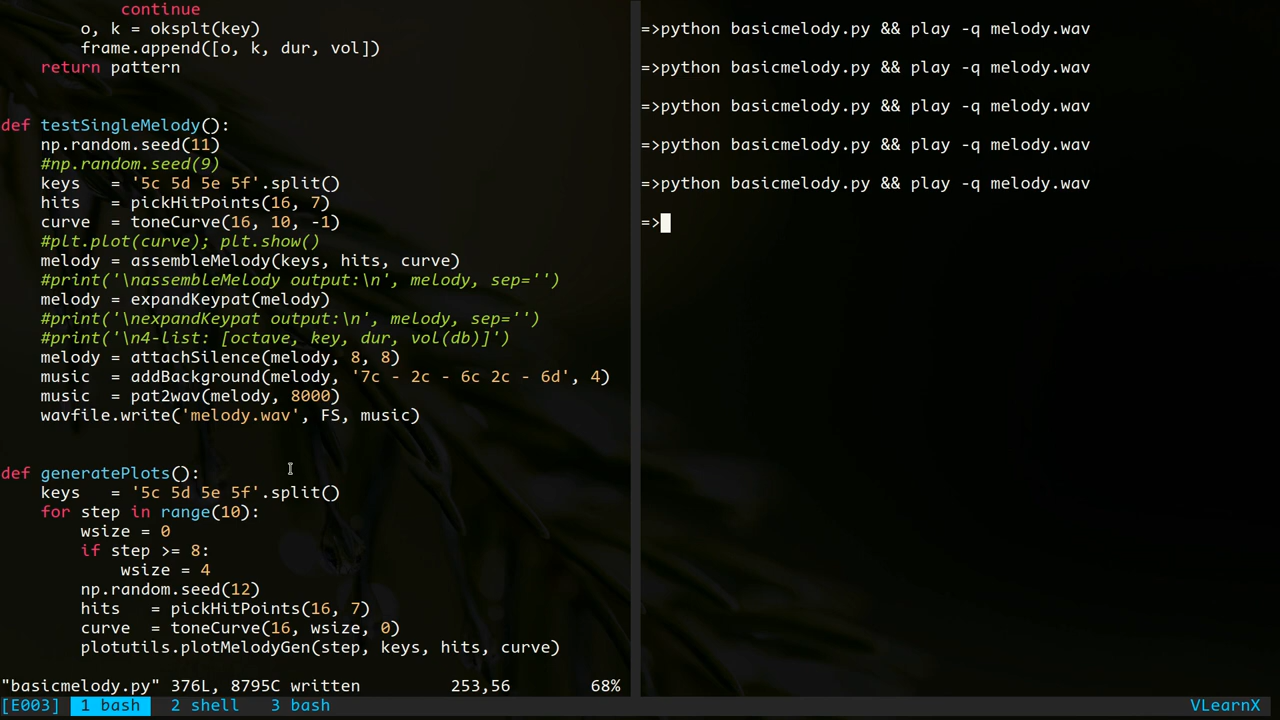 continue
        o, k = oksplt(key)
        frame.append([o, k, dur, vol])
    return pattern
def testSingleMelody():
    np.random.seed(11)
    #np.random.seed(9)
    keys   = '5c 5d 5e 5f'.split()
    hits   = pickHitPoints(16, 7)
    curve  = toneCurve(16, 10, -1)
    #plt.plot(curve); plt.show()
    melody = assembleMelody(keys, hits, curve)
    #print('\nassembleMelody output:\n', melody, sep='')
    melody = expandKeypat(melody)
    #print('\nexpandKeypat output:\n', melody, sep='')
    #print('\n4-list: [octave, key, dur, vol(db)]')
    melody = attachSilence(melody, 8, 8)
    music  = addBackground(melody, '7c - 2c - 6c 2c - 6d', 4)
    music  = pat2wav(melody, 8000)
    wavfile.write('melody.wav', FS, music)
def generatePlots():
    keys   = '5c 5d 5e 5f'.split()
    for step in range(10):
        wsize = 0
        if step >= 8:
            wsize = 4
        np.random.seed(12)
        hits   = pickHitPoints(16, 7)
        curve  = toneCurve(16, wsize, 0)
        plotutils.plotMelodyGen(step, keys, hits, curve)
"basicmelody.py" 376L, 8795C written 253,56 68%
=>python basicmelody.py && play -q melody.wav
=>python basicmelody.py && play -q melody.wav
=>python basicmelody.py && play -q melody.wav
=>python basicmelody.py && play -q melody.wav
=>python basicmelody.py && play -q melody.wav
=>
[E003] 1 bash 2 shell 3 bash VLearnX